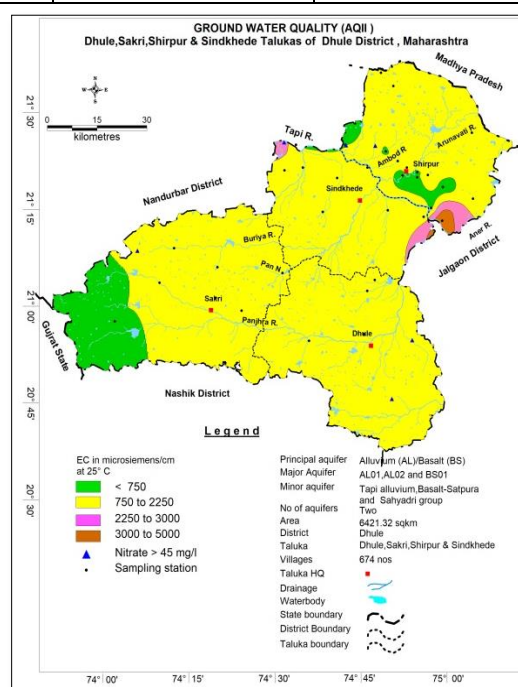 GROUND WATER QUALITY (AQII )
Dhule,Sakri,Shirpur & Sindkhede Talukas of Dhule District , Maharashtra
Madhya Pradesh
N
W E
S
21° 30'
0 15 30
kilometres
Tapi R.
Ambod R
Arunavati R.
Shirpur
Nandurbar District
Sindkhede
21° 15'
Aner R.
Buriya R.
Jalgaon District
Pan N.
21° 00'
Sakri
Gujrat State
Panjhra R.
Dhule
20° 45'
Nashik District
Legend
EC in microsiemens/cm
at 25° C
< 750
750 to 2250
2250 to 3000
3000 to 5000
Nitrate > 45 mg/l
Sampling station
20° 30'
Principal aquifer Alluvium (AL)/Basalt (BS)
Major Aquifer AL01,AL02 and BS01
Minor aquifer Tapi alluvium,Basalt-Satpura
and Sahyadri group
No of aquifers Two
Area 6421.32 sqkm
District Dhule
Taluka Dhule,Sakri,Shirpur & Sindkhede
Villages 674 nos
Taluka HQ
Drainage
Waterbody
State boundary
District Boundary
Taluka boundary
74° 00' 74° 15' 74° 30' 74° 45' 75° 00'